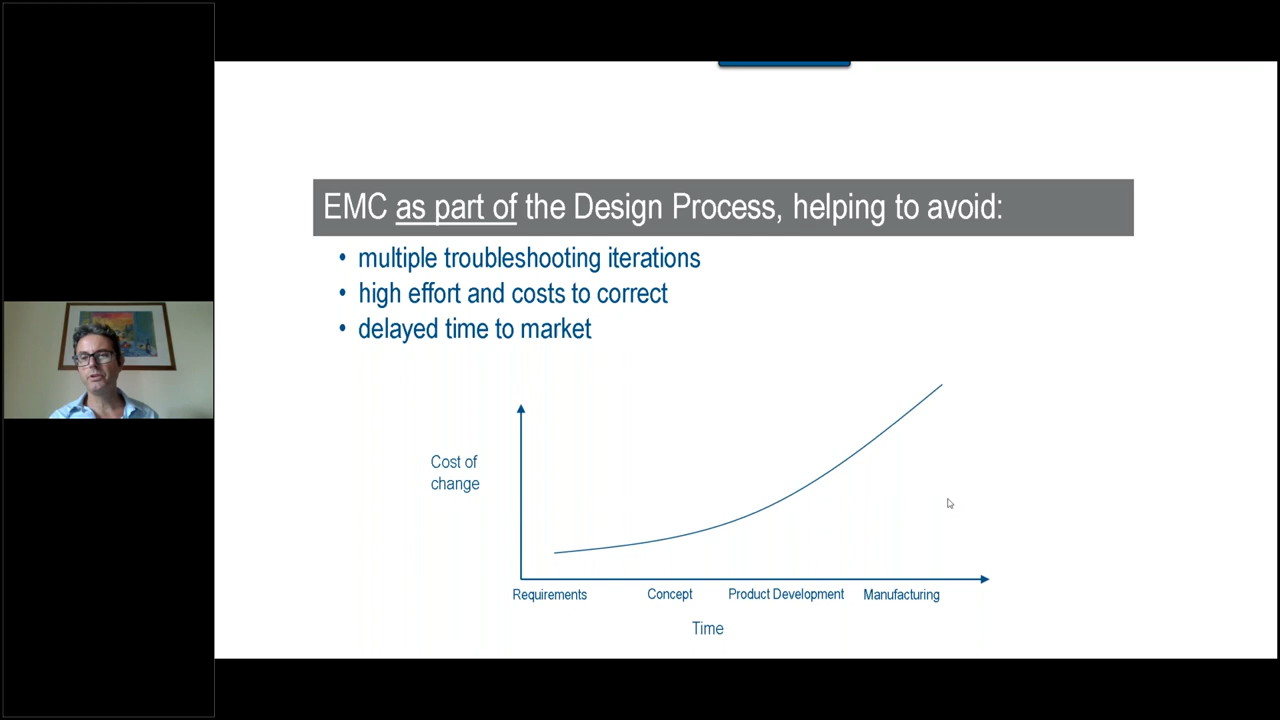 EMC as part of the Design Process, helping to avoid:
• multiple troubleshooting iterations
• high effort and costs to correct
• delayed time to market
Cost of
change
Requirements Concept Product Development Manufacturing
Time